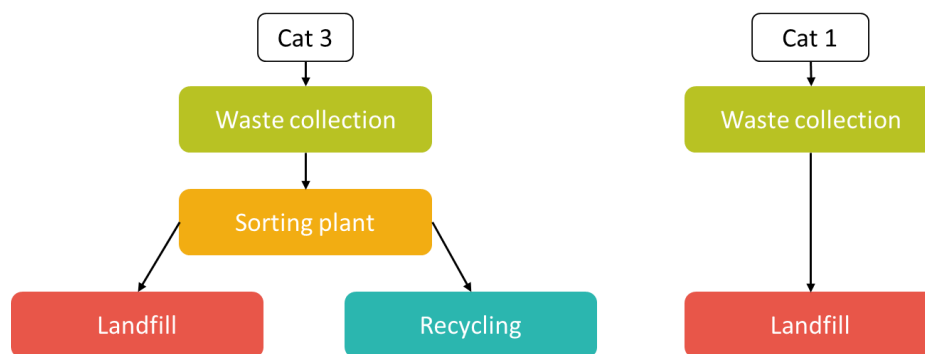 Cat 3
Cat 1
Waste collection
Waste collection
Sorting plant
Landfill
Recycling
Landfill